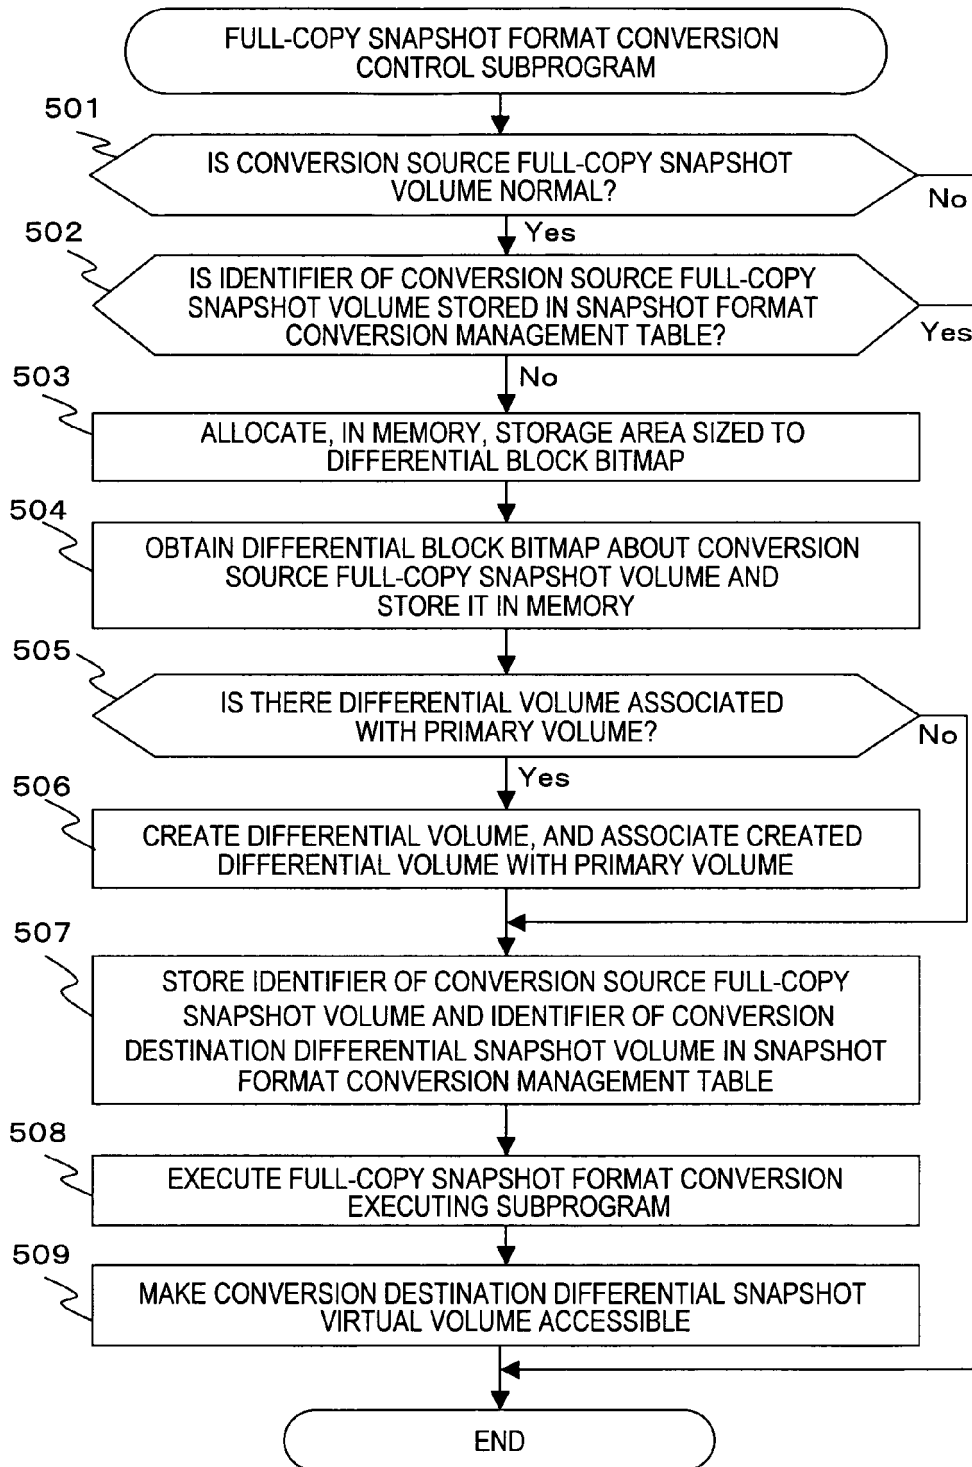 FULL-COPY SNAPSHOT FORMAT CONVERSION
CONTROL SUBPROGRAM
501
IS CONVERSION SOURCE FULL-COPY SNAPSHOT
VOLUME NORMAL?
No
Yes
502
IS IDENTIFIER OF CONVERSION SOURCE FULL-COPY
SNAPSHOT VOLUME STORED IN SNAPSHOT FORMAT
CONVERSION MANAGEMENT TABLE?
Yes
No
503
ALLOCATE, IN MEMORY, STORAGE AREA SIZED TO
DIFFERENTIAL BLOCK BITMAP
504
OBTAIN DIFFERENTIAL BLOCK BITMAP ABOUT CONVERSION
SOURCE FULL-COPY SNAPSHOT VOLUME AND
STORE IT IN MEMORY
505
IS THERE DIFFERENTIAL VOLUME ASSOCIATED
WITH PRIMARY VOLUME?
No
Yes
506
CREATE DIFFERENTIAL VOLUME, AND ASSOCIATE CREATED
DIFFERENTIAL VOLUME WITH PRIMARY VOLUME
507
STORE IDENTIFIER OF CONVERSION SOURCE FULL-COPY
SNAPSHOT VOLUME AND IDENTIFIER OF CONVERSION
DESTINATION DIFFERENTIAL SNAPSHOT VOLUME IN SNAPSHOT
FORMAT CONVERSION MANAGEMENT TABLE
508
EXECUTE FULL-COPY SNAPSHOT FORMAT CONVERSION
EXECUTING SUBPROGRAM
509
MAKE CONVERSION DESTINATION DIFFERENTIAL SNAPSHOT
VIRTUAL VOLUME ACCESSIBLE
END